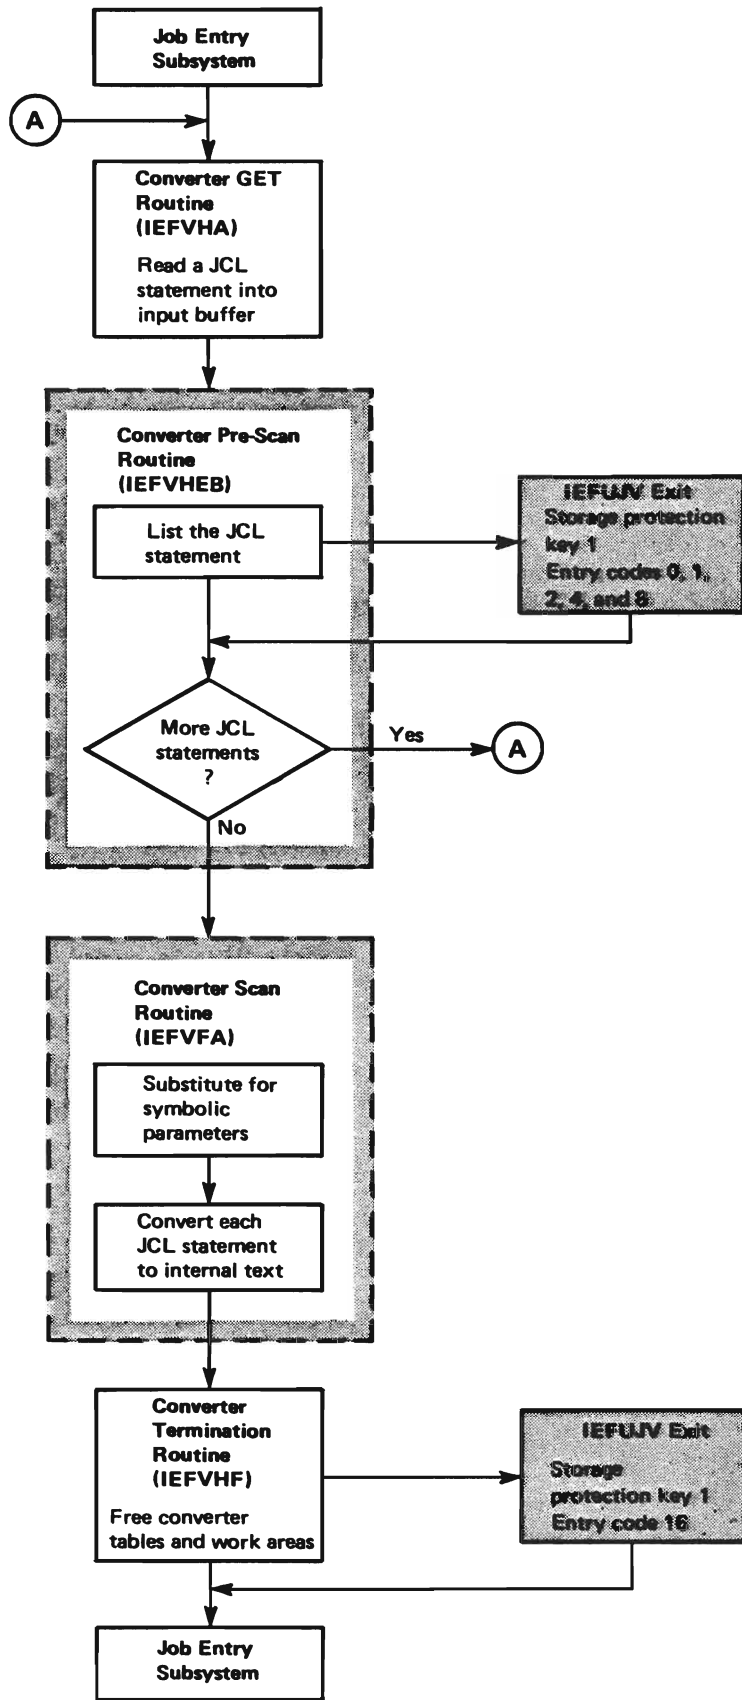 Job Entry
Subsystem
A
Converter GET
Routine
(IEFVHA)
Read a JCL
statement into
input buffer
Converter Pre-Scan
Routine
(IEFVHEB)
List the JCL
statement
IEFUJV Exit
Storage protection
key 1
Entry codes 0, 1,
2, 4, and 8
More JCL
statements
?
Yes
A
No
Converter Scan
Routine
(IEFVFA)
Substitute for
symbolic
parameters
Convert each
JCL statement
to internal text
Converter
Termination
Routine
(IEFVHF)
Free converter
tables and work areas
IEFUJV Exit
Storage
protection key 1
Entry code 16
Job Entry
Subsystem